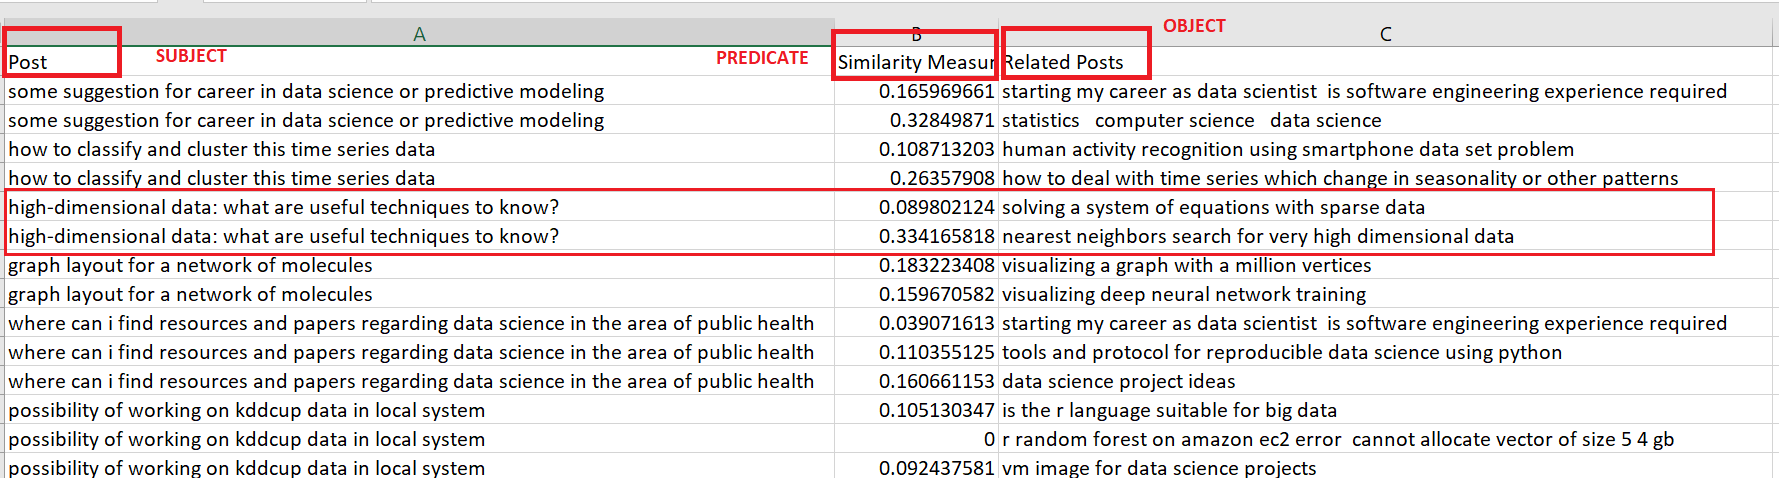 A B OBJECT C
Post SUBJECT PREDICATE Similarity Measur Related Posts
some suggestion for career in data science or predictive modeling 0.165969661 starting my career as data scientist is software engineering experience required
some suggestion for career in data science or predictive modeling 0.32849871 statistics computer science data science
how to classify and cluster this time series data 0.108713203 human activity recognition using smartphone data set problem
how to classify and cluster this time series data 0.26357908 how to deal with time series which change in seasonality or other patterns
high-dimensional data: what are useful techniques to know? 0.089802124 solving a system of equations with sparse data
high-dimensional data: what are useful techniques to know? 0.334165818 nearest neighbors search for very high dimensional data
graph layout for a network of molecules 0.183223408 visualizing a graph with a million vertices
graph layout for a network of molecules 0.159670582 visualizing deep neural network training
where can i find resources and papers regarding data science in the area of public health 0.039071613 starting my career as data scientist is software engineering experience required
where can i find resources and papers regarding data science in the area of public health 0.110355125 tools and protocol for reproducible data science using python
where can i find resources and papers regarding data science in the area of public health 0.160661153 data science project ideas
possibility of working on kddcup data in local system 0.105130347 is the r language suitable for big data
possibility of working on kddcup data in local system 0 r random forest on amazon ec2 error cannot allocate vector of size 5 4 gb
possibility of working on kddcup data in local system 0.092437581 vm image for data science projects